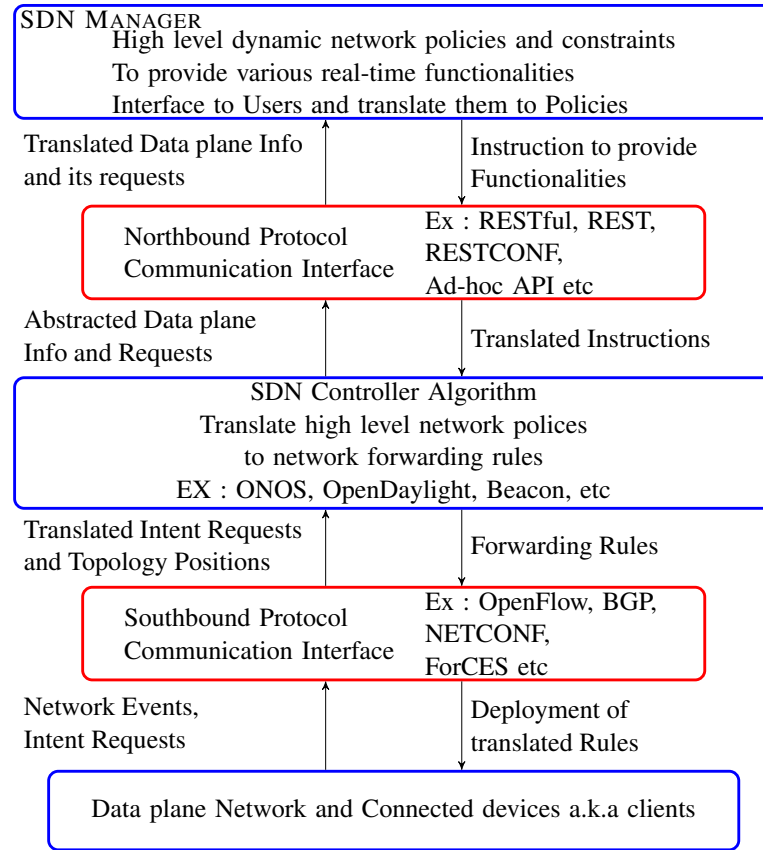 SDN MANAGER
High level dynamic network policies and constraints
To provide various real-time functionalities
Interface to Users and translate them to Policies
Translated Data plane Info
and its requests
Instruction to provide
Functionalities
Northbound Protocol
Communication Interface
Ex : RESTful, REST,
RESTCONF,
Ad-hoc API etc
Abstracted Data plane
Info and Requests
Translated Instructions
SDN Controller Algorithm
Translate high level network polices
to network forwarding rules
EX : ONOS, OpenDaylight, Beacon, etc
Translated Intent Requests
and Topology Positions
Forwarding Rules
Southbound Protocol
Communication Interface
Ex : OpenFlow, BGP,
NETCONF,
ForCES etc
Network Events,
Intent Requests
Deployment of
translated Rules
Data plane Network and Connected devices a.k.a clients